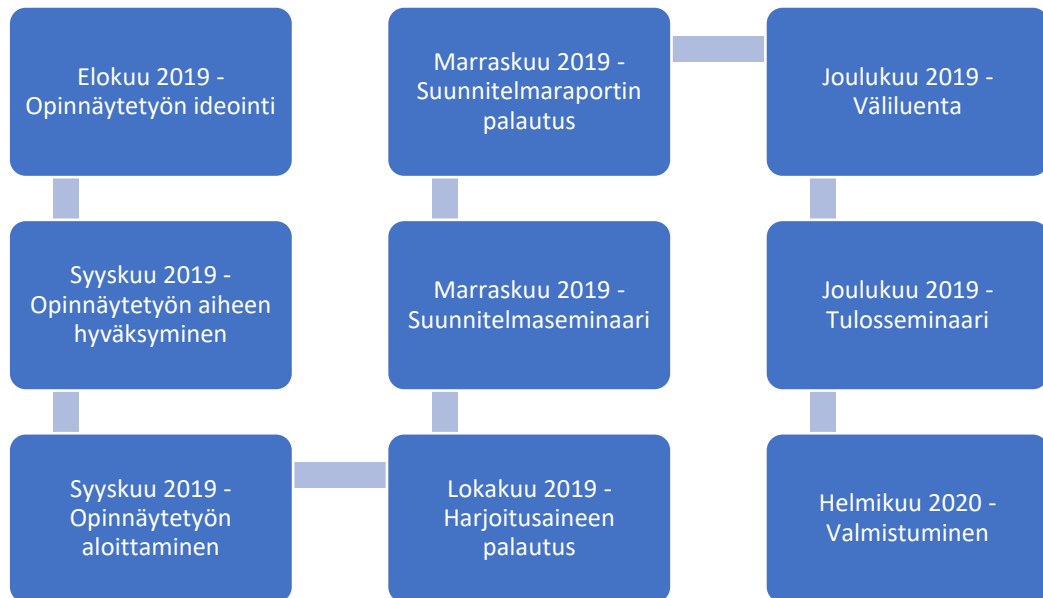 Elokuu 2019 -
Opinnäytetyön ideointi
Syyskuu 2019 -
Opinnäytetyön aiheen
hyväksyminen
Syyskuu 2019 -
Opinnäytetyön
aloittaminen
Lokakuu 2019 -
Harjoitusaineen
palautus
Marraskuu 2019 -
Suunnitelmaseminaari
Marraskuu 2019 -
Suunnitelmaraportin
palautus
Joulukuu 2019 -
Väliluenta
Joulukuu 2019 -
Tulosseminaari
Helmikuu 2020 -
Valmistuminen